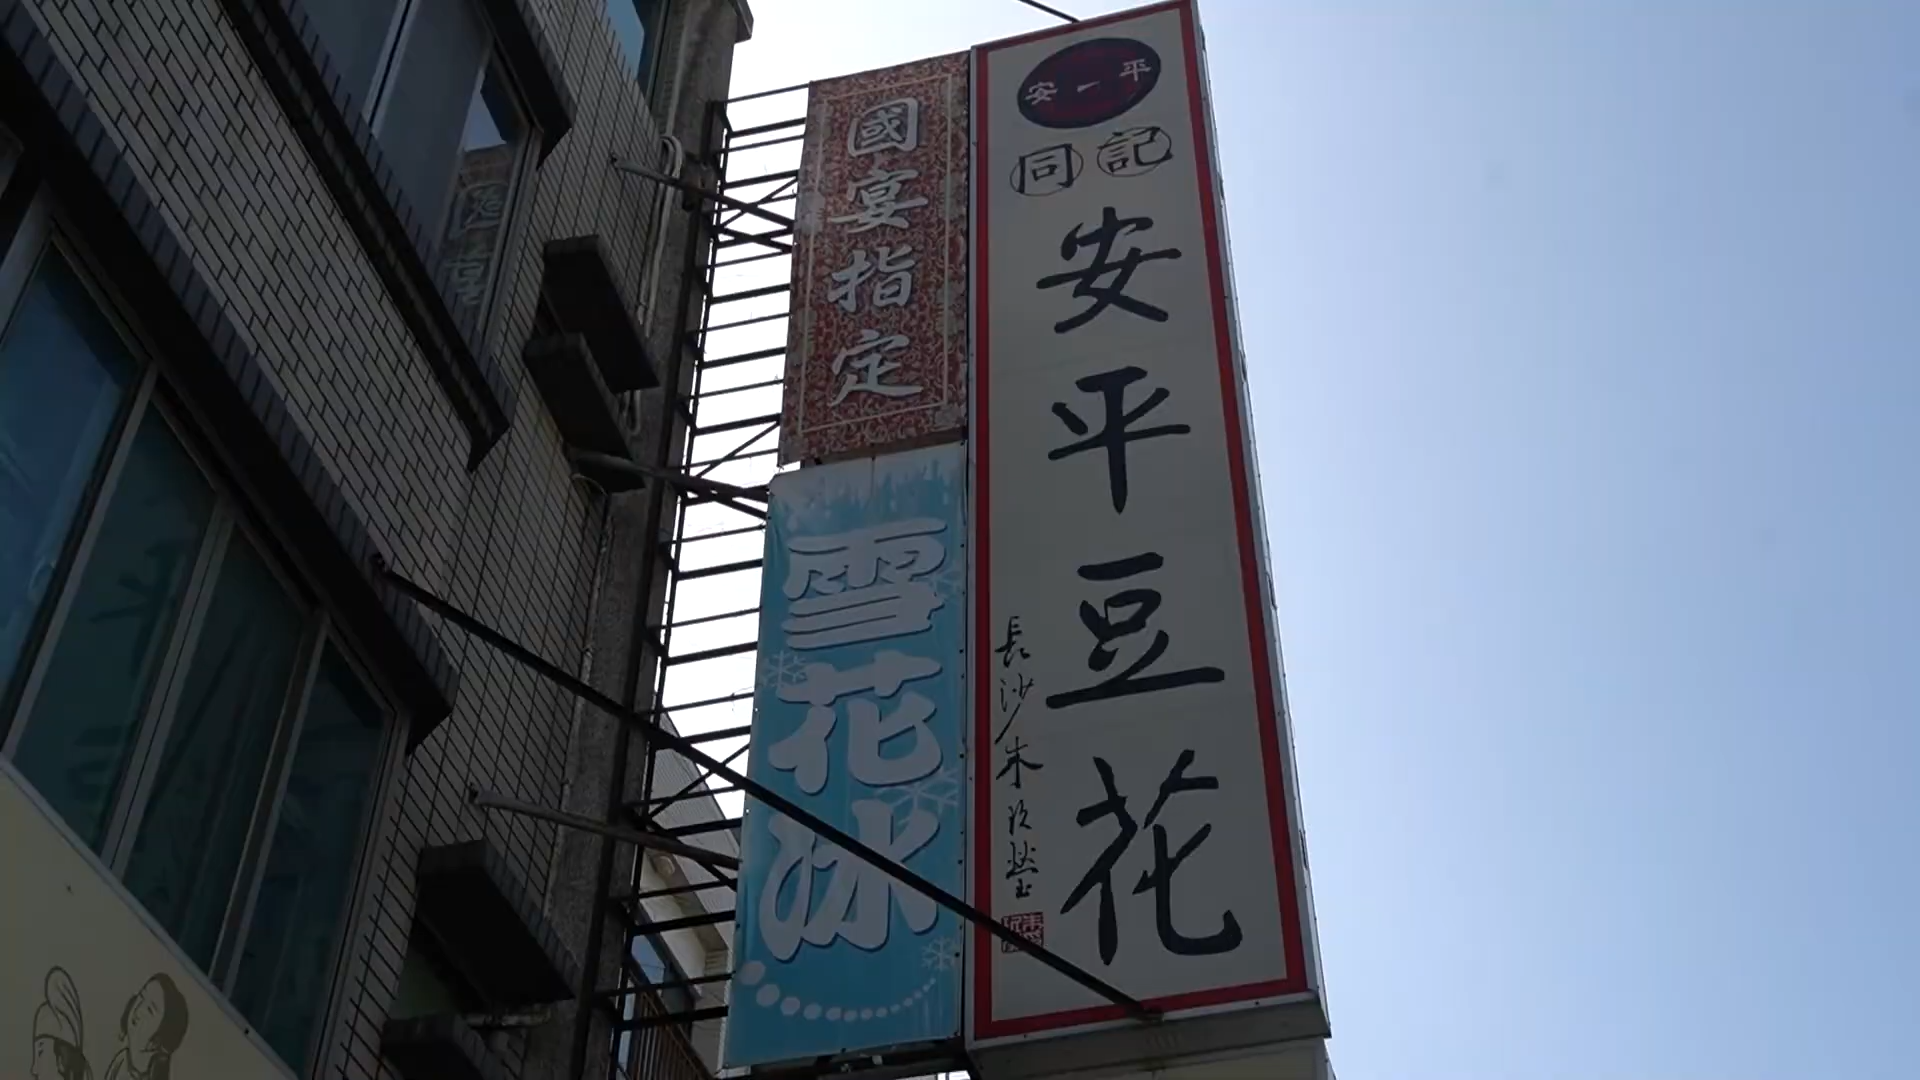 國宴指定
雪花冰
安一平
同記
安平豆花
長沙朱玖瑩